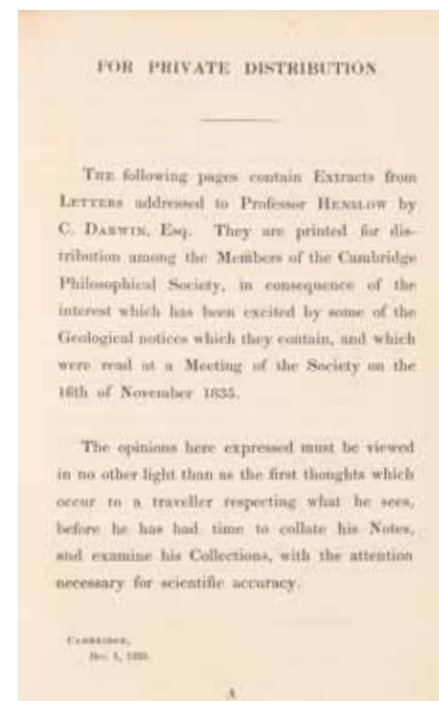 FOR PRIVATE DISTRIBUTION
THE following pages contain Extracts from
LETTERS addressed to Professor HENSLOW by
C. DARWIN, Esq. They are printed for dis-
tribution among the Members of the Cambridge
Philosophical Society, in consequence of the
interest which has been excited by some of the
Geological notices which they contain, and which
were read at a Meeting of the Society on the
16th of November 1835.
The opinions here expressed must be viewed
in no other light than as the first thoughts which
occur to a traveller respecting what he sees,
before he has had time to collate his Notes,
and examine his Collections, with the attention
necessary for scientific accuracy.
CAMBRIDGE,
Dec. 1, 1835.
A